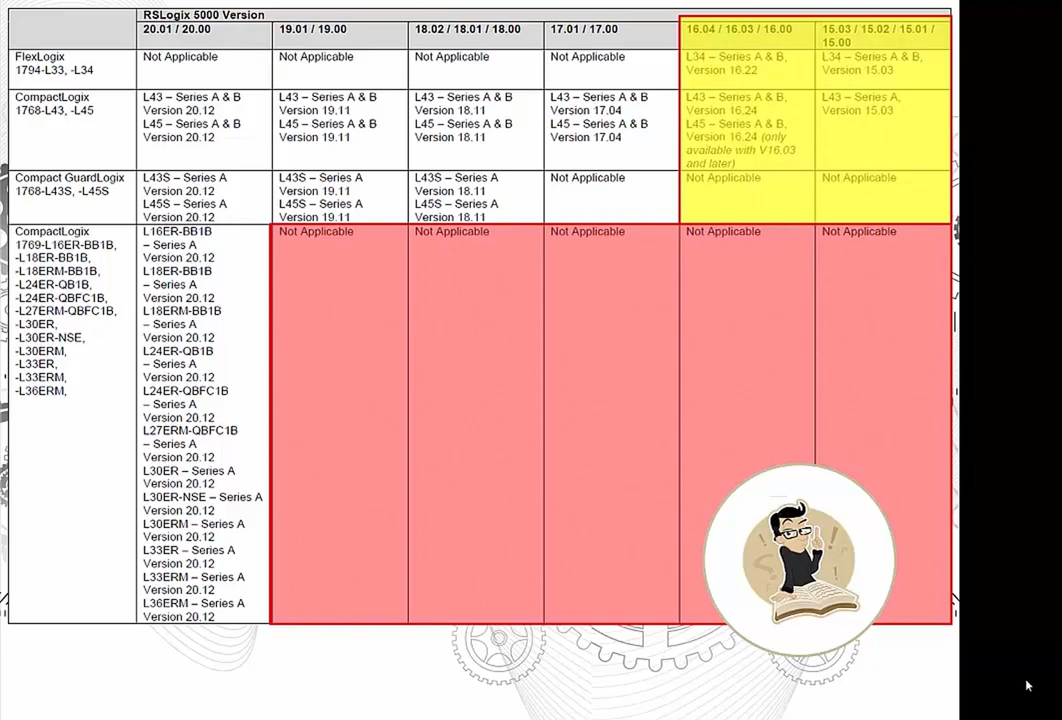 RSLogix 5000 Version
20.01 / 20.00
19.01 / 19.00
18.02 / 18.01 / 18.00
17.01 / 17.00
16.04 / 16.03 / 16.00
15.03 / 15.02 / 15.01 /
15.00
FlexLogix
1794-L33, -L34
Not Applicable
Not Applicable
Not Applicable
Not Applicable
L34 – Series A & B,
Version 16.22
L34 – Series A & B,
Version 15.03
CompactLogix
1768-L43, -L45
L43 – Series A & B
Version 20.12
L45 – Series A & B
Version 20.12
L43 – Series A & B
Version 19.11
L45 – Series A & B
Version 19.11
L43 – Series A & B
Version 18.11
L45 – Series A & B
Version 18.11
L43 – Series A & B
Version 17.04
L45 – Series A & B
Version 17.04
L43 – Series A & B,
Version 16.24
L45 – Series A & B,
Version 16.24 (only
available with V16.03
and later)
L43 – Series A,
Version 15.03
Compact GuardLogix
1768-L43S, -L45S
L43S – Series A
Version 20.12
L45S – Series A
Version 20.12
L43S – Series A
Version 19.11
L45S – Series A
Version 19.11
L43S – Series A
Version 18.11
L45S – Series A
Version 18.11
Not Applicable
Not Applicable
Not Applicable
CompactLogix
1769-L16ER-BB1B,
-L18ER-BB1B,
-L18ERM-BB1B,
-L24ER-QB1B,
-L24ER-QBFC1B,
-L27ERM-QBFC1B,
-L30ER,
-L30ER-NSE,
-L30ERM,
-L33ER,
-L33ERM,
-L36ERM,
L16ER-BB1B
– Series A
Version 20.12
L18ER-BB1B
– Series A
Version 20.12
L18ERM-BB1B
– Series A
Version 20.12
L24ER-QB1B
– Series A
Version 20.12
L24ER-QBFC1B
– Series A
Version 20.12
L27ERM-QBFC1B
– Series A
Version 20.12
L30ER – Series A
Version 20.12
L30ER-NSE – Series A
Version 20.12
L30ERM – Series A
Version 20.12
L33ER – Series A
Version 20.12
L33ERM – Series A
Version 20.12
L36ERM – Series A
Version 20.12
Not Applicable
Not Applicable
Not Applicable
Not Applicable
Not Applicable